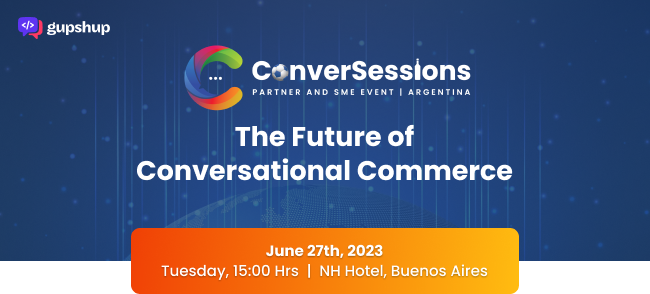 gupshup
ConverSessions
PARTNER AND SME EVENT | ARGENTINA
The Future of
Conversational Commerce
June 27th, 2023
Tuesday, 15:00 Hrs | NH Hotel, Buenos Aires